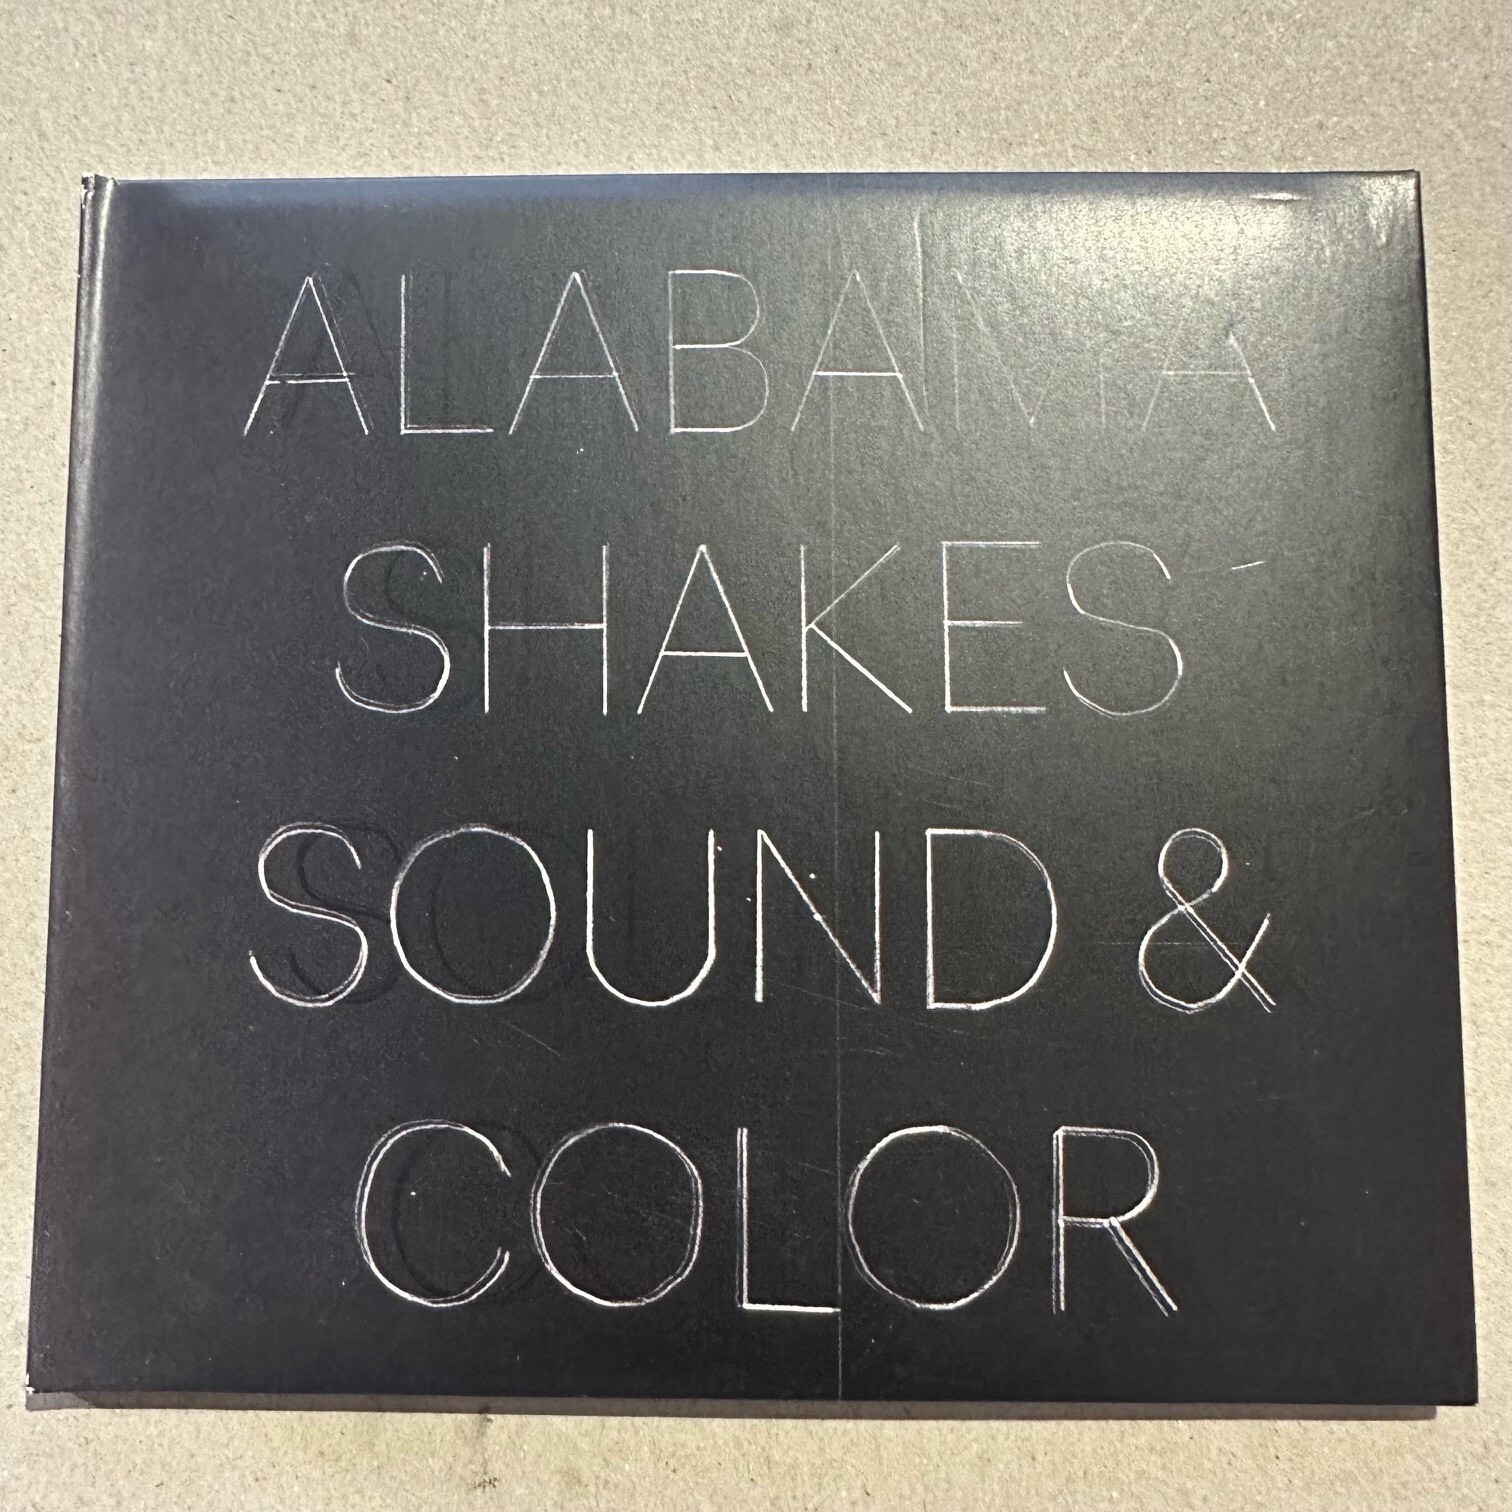 ALABAMA
SHAKES
SOUND &
COLOR